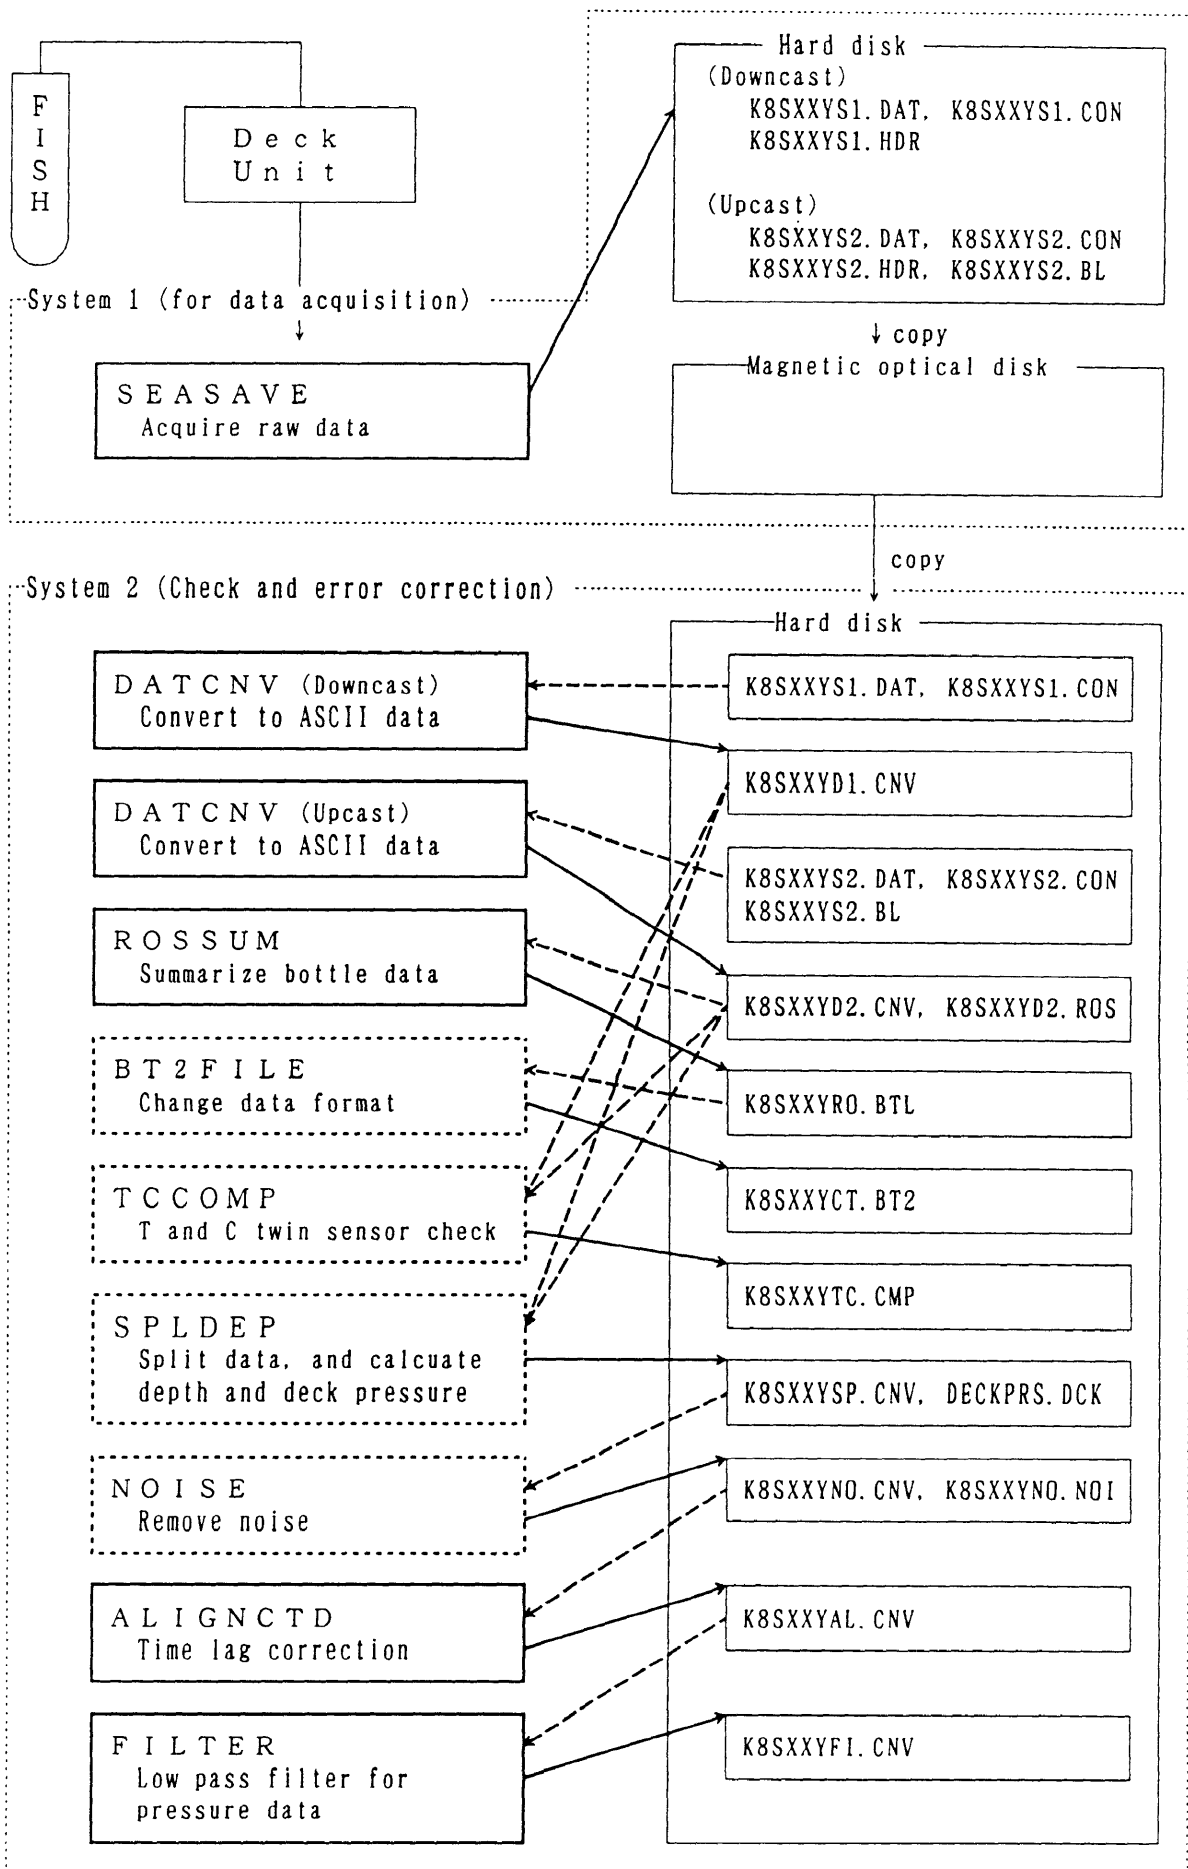 FISH
Deck
Unit
Hard disk
(Downcast)
K8SXXYS1.DAT, K8SXXYS1.CON
K8SXXYS1.HDR
(Upcast)
K8SXXYS2.DAT, K8SXXYS2.CON
K8SXXYS2.HDR, K8SXXYS2.BL
System 1 (for data acquisition)
↓ copy
SEASAVE
Acquire raw data
Magnetic optical disk
copy
System 2 (Check and error correction)
Hard disk
DATCNV (Downcast)
Convert to ASCII data
K8SXXYS1.DAT, K8SXXYS1.CON
K8SXXYD1.CNV
DATCNV (Upcast)
Convert to ASCII data
K8SXXYS2.DAT, K8SXXYS2.CON
K8SXXYS2.BL
ROSSUM
Summarize bottle data
K8SXXYD2.CNV, K8SXXYD2.ROS
BT2FILE
Change data format
K8SXXYRO.BTL
TCCOMP
T and C twin sensor check
K8SXXYCT.BT2
K8SXXYTC.CMP
SPLDEP
Split data, and calcuate
depth and deck pressure
K8SXXYSP.CNV, DECKPRS.DCK
NOISE
Remove noise
K8SXXYNO.CNV, K8SXXYNO.NOI
ALIGNCTD
Time lag correction
K8SXXYAL.CNV
FILTER
Low pass filter for
pressure data
K8SXXYFI.CNV